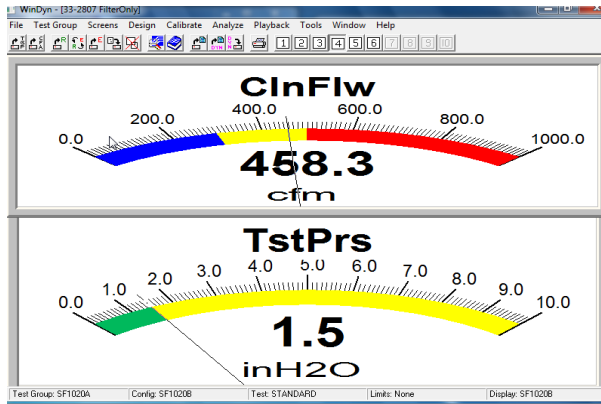 WinDyn - [33-2807 FilterOnly]
File Test Group Screens Design Calibrate Analyze Playback Tools Window Help
1 2 3 4 5 6 7 8 9 10
ClnFlw
0.0 200.0 400.0 600.0 800.0 1000.0
458.3
cfm
TstPrs
0.0 1.0 2.0 3.0 4.0 5.0 6.0 7.0 8.0 9.0 10.0
1.5
inH2O
Test Group: SF1020A Config: SF1020B Test: STANDARD Limits: None Display: SF1020B